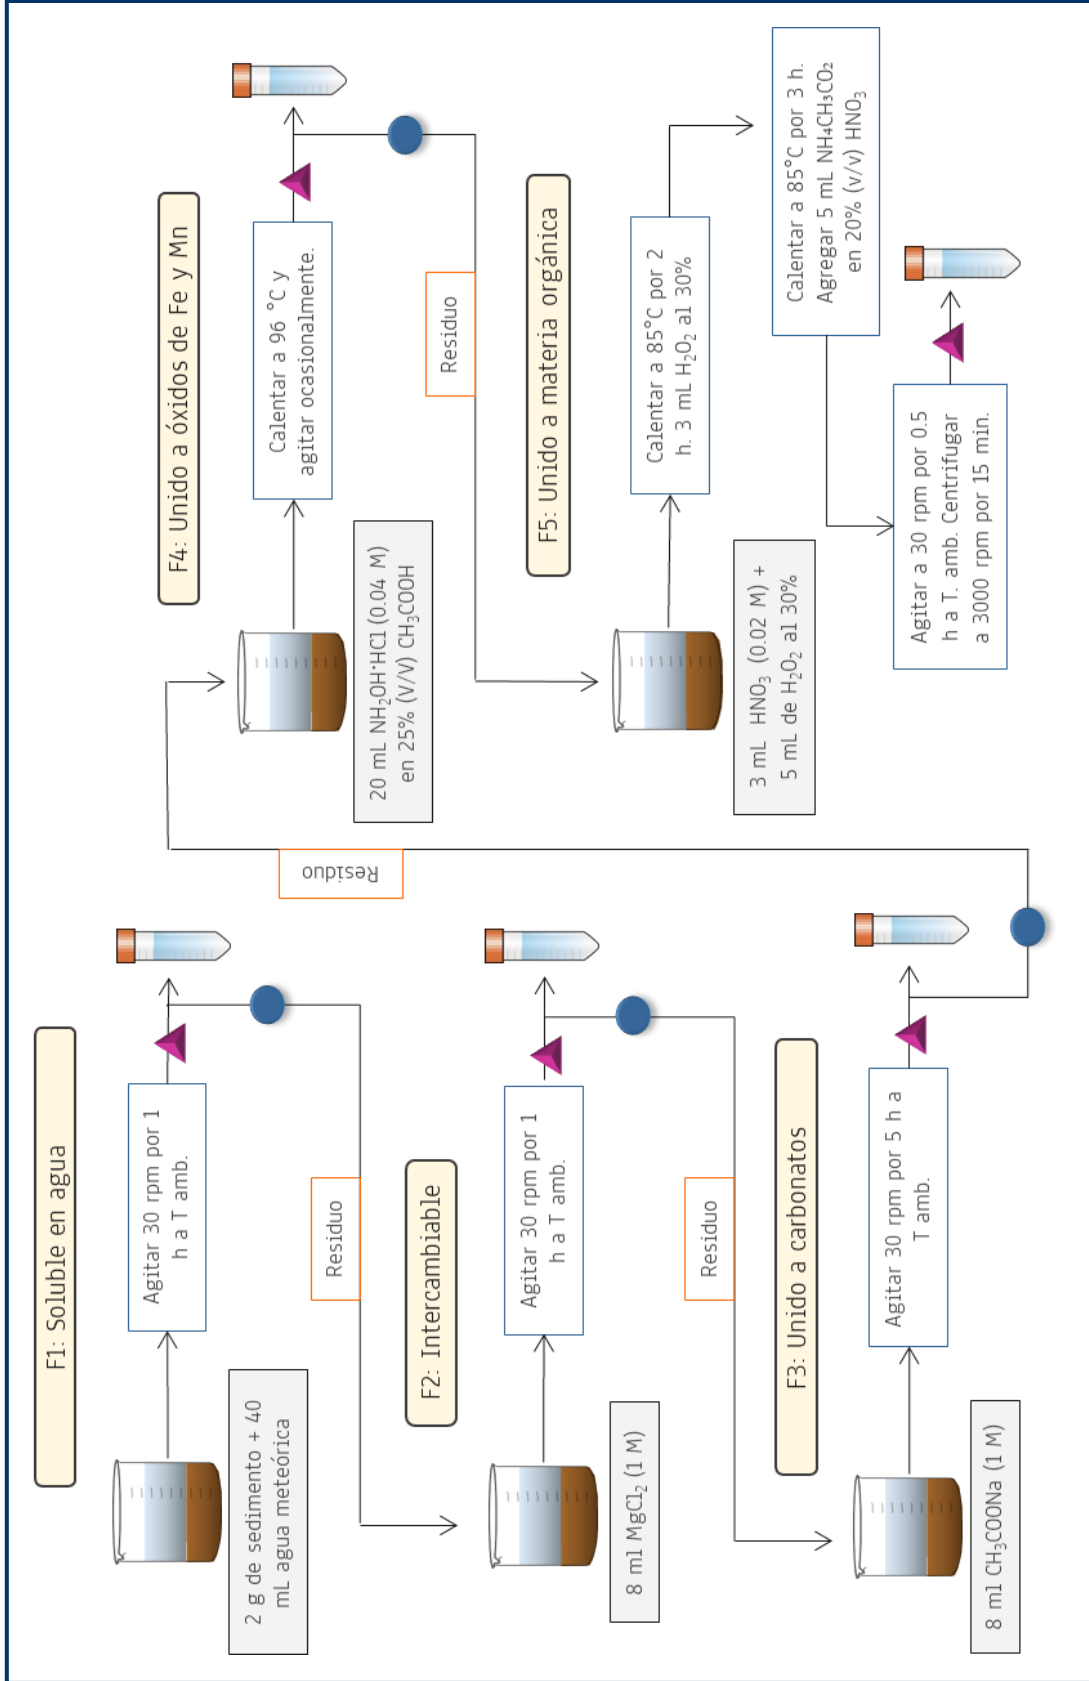 F1: Soluble en agua
2 g de sedimento + 40
mL agua meteórica
Agitar 30 rpm por 1
h a T amb.
Residuo
F2: Intercambiable
8 ml MgCl₂ (1 M)
Agitar 30 rpm por 1
h a T amb.
Residuo
F3: Unido a carbonatos
8 ml CH₃COONa (1 M)
Agitar 30 rpm por 5 h a
T amb.
Residuo
F4: Unido a óxidos de Fe y Mn
20 mL NH₂OH·HCl (0.04 M)
en 25% (v/v) CH₃COOH
Calentar a 96 °C y
agitar ocasionalmente.
Residuo
F5: Unido a materia orgánica
3 mL HNO₃ (0.02 M) +
5 mL de H₂O₂ al 30%
Calentar a 85°C por 2
h. 3 mL H₂O₂ al 30%
Calentar a 85°C por 3 h.
Agregar 5 mL NH₄CH₃CO₂
en 20% (v/v) HNO₃
Agitar a 30 rpm por 0.5
h a T. amb. Centrifugar
a 3000 rpm por 15 min.